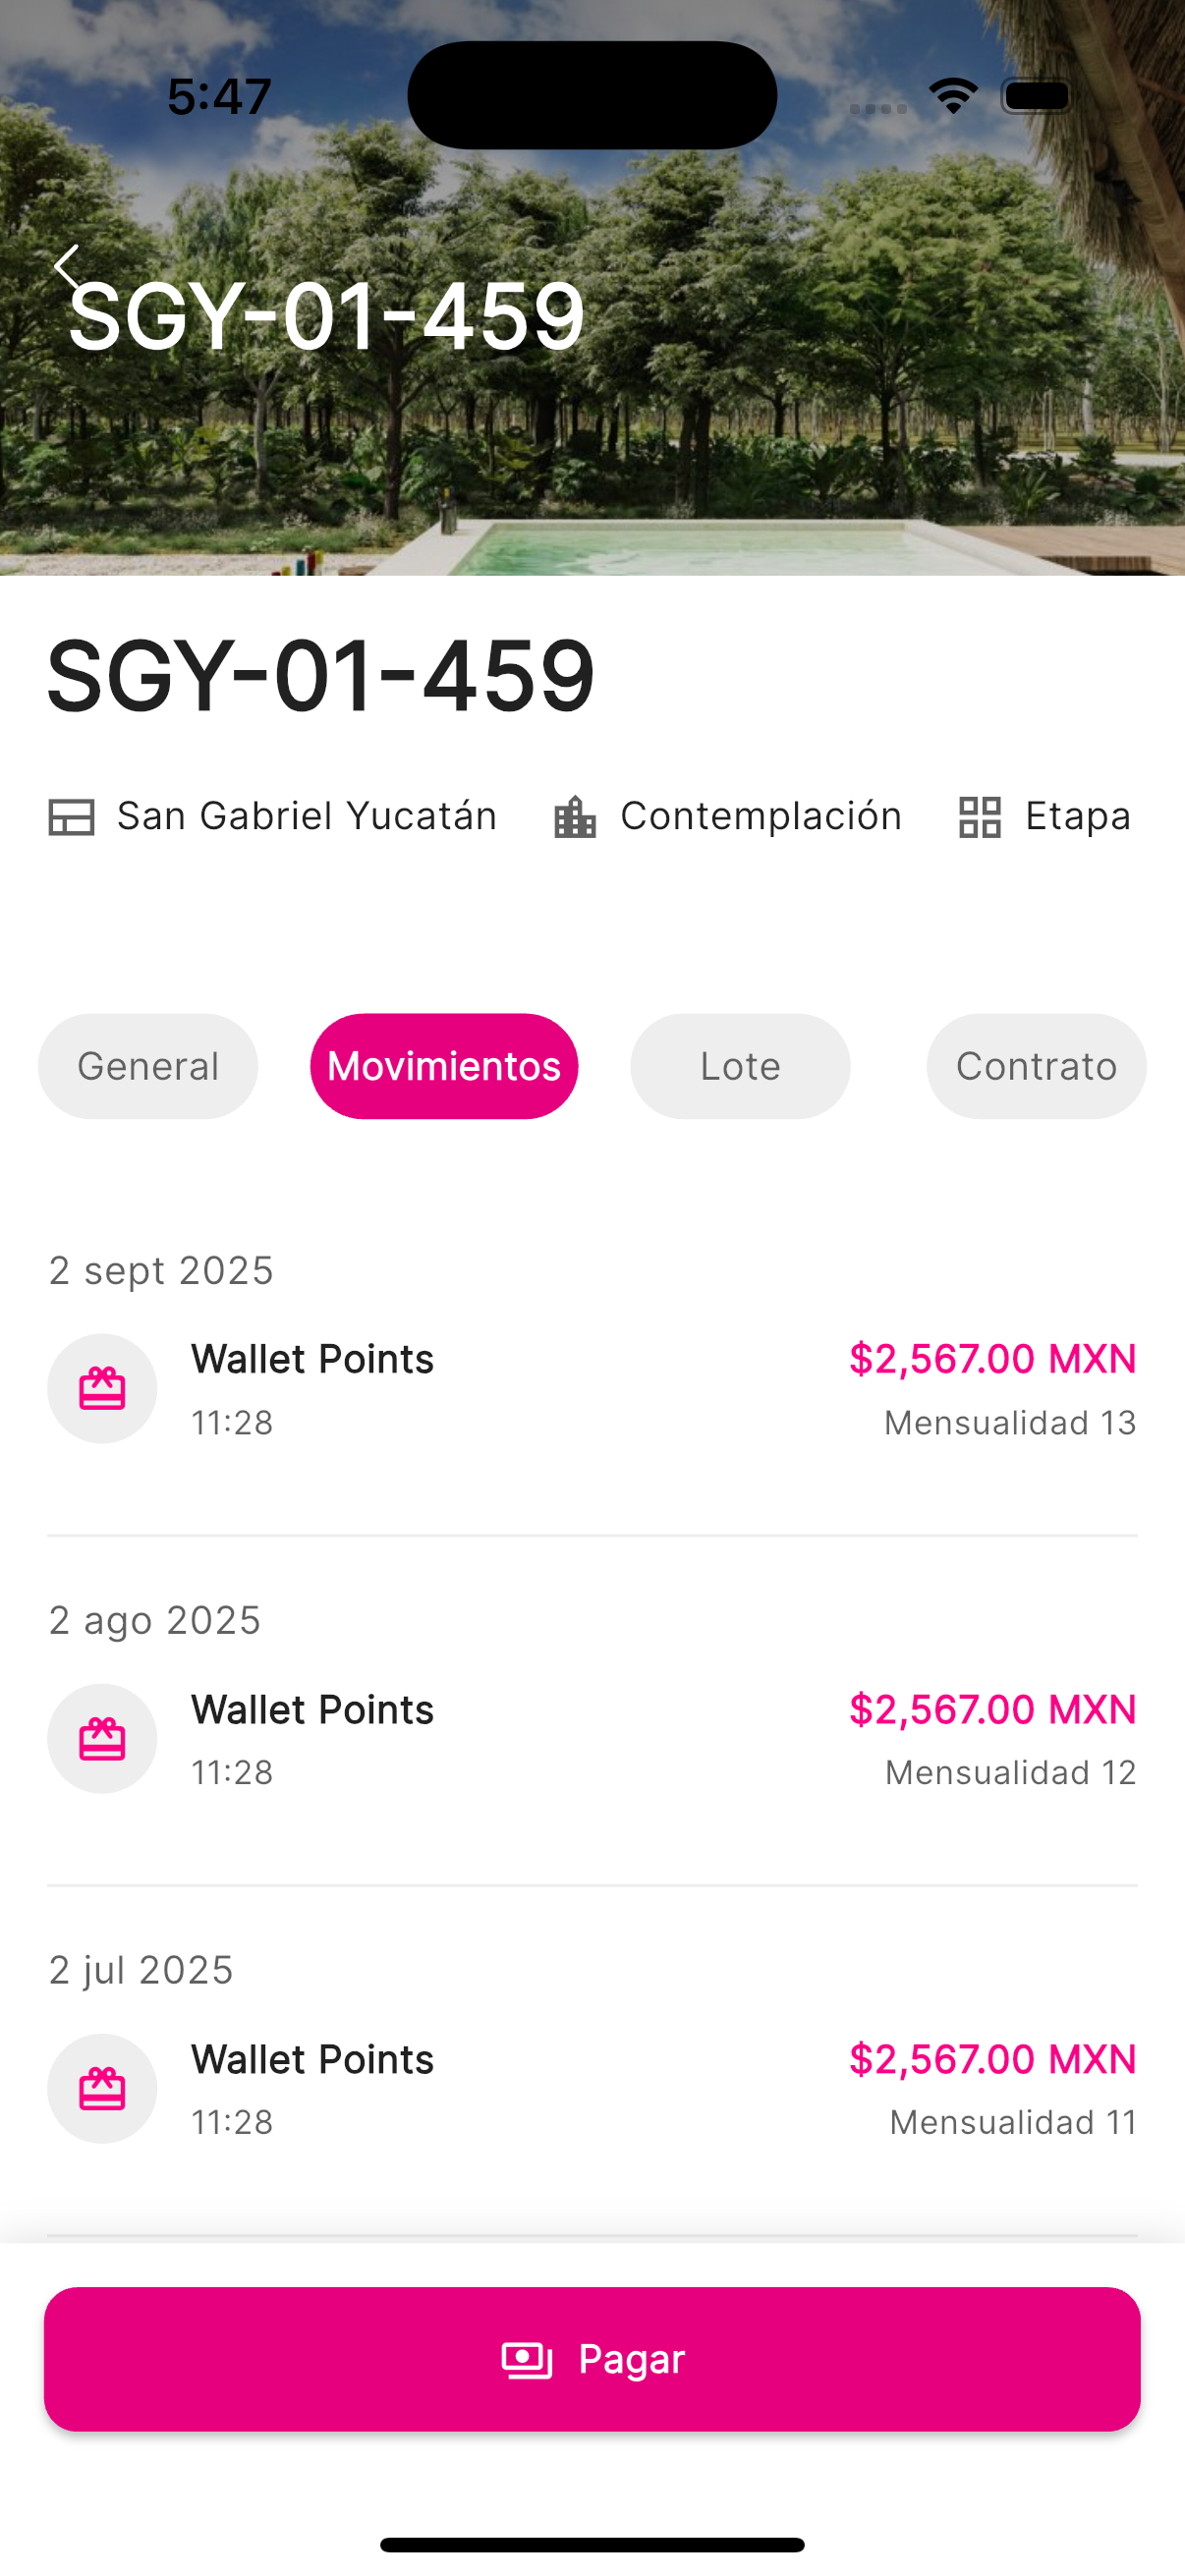 5:47
SGY-01-459
SGY-01-459
San Gabriel Yucatán Contemplación Etapa
General Movimientos Lote Contrato
2 sept 2025
Wallet Points $2,567.00 MXN
11:28 Mensualidad 13
2 ago 2025
Wallet Points $2,567.00 MXN
11:28 Mensualidad 12
2 jul 2025
Wallet Points $2,567.00 MXN
11:28 Mensualidad 11
Pagar